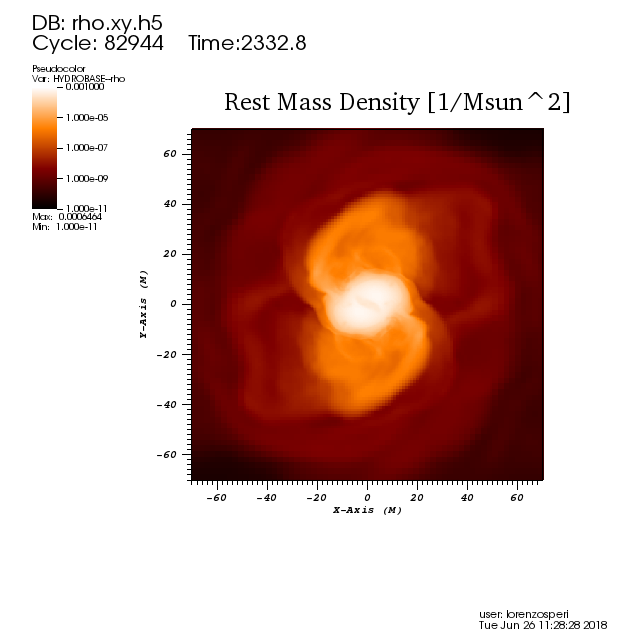 DB: rho.xy.h5
Cycle: 82944 Time:2332.8
Pseudocolor
Var: HYDROBASE--rho
0.001000
1.000e-05
1.000e-07
1.000e-09
1.000e-11
Max: 0.0006464
Min: 1.000e-11
Rest Mass Density [1/Msun^2]
60
40
20
0
-20
-40
-60
Y-Axis (M)
-60 -40 -20 0 20 40 60
X-Axis (M)
user: lorenzosperi
Tue Jun 26 11:28:28 2018